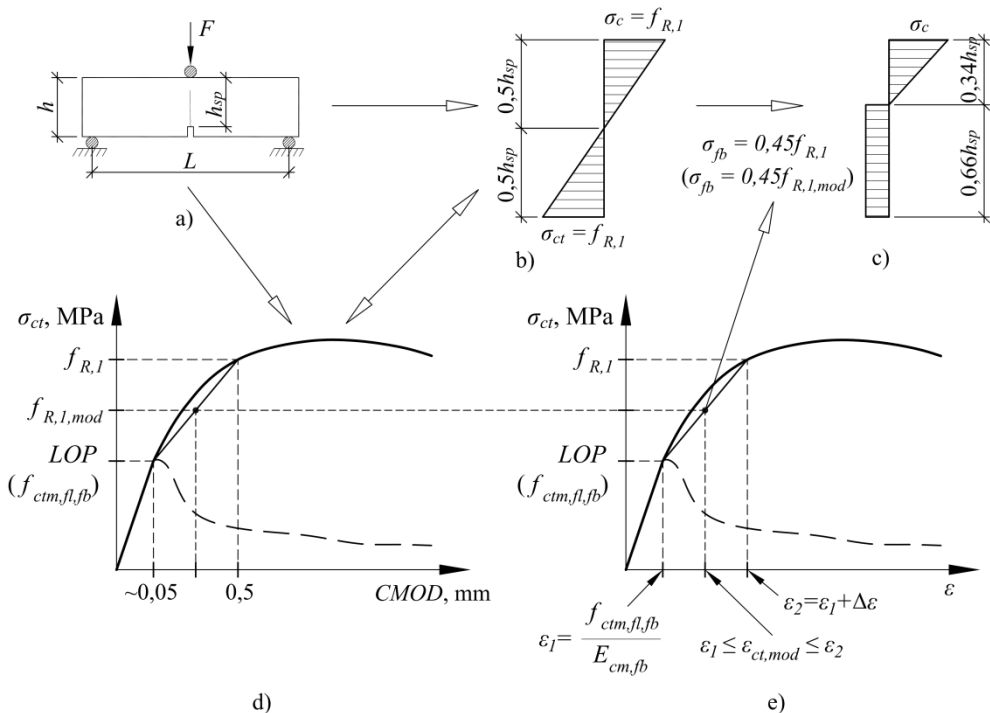 F
h
h_sp
L
a)
σ_c = f_R,1
0,5h_sp
0,5h_sp
σ_ct = f_R,1
b)
σ_fb = 0,45f_R,1
(σ_fb = 0,45f_R,1,mod)
σ_c
0,34h_sp
0,66h_sp
c)
σ_ct, MPa
f_R,1
f_R,1,mod
LOP
(f_ctm,fl,fb)
~0,05
0,5
CMOD, mm
d)
σ_ct, MPa
f_R,1
LOP
(f_ctm,fl,fb)
ε
ε_2=ε_1+Δε
ε_1= f_ctm,fl,fb
E_cm,fb
ε_1 ≤ ε_ct,mod ≤ ε_2
e)